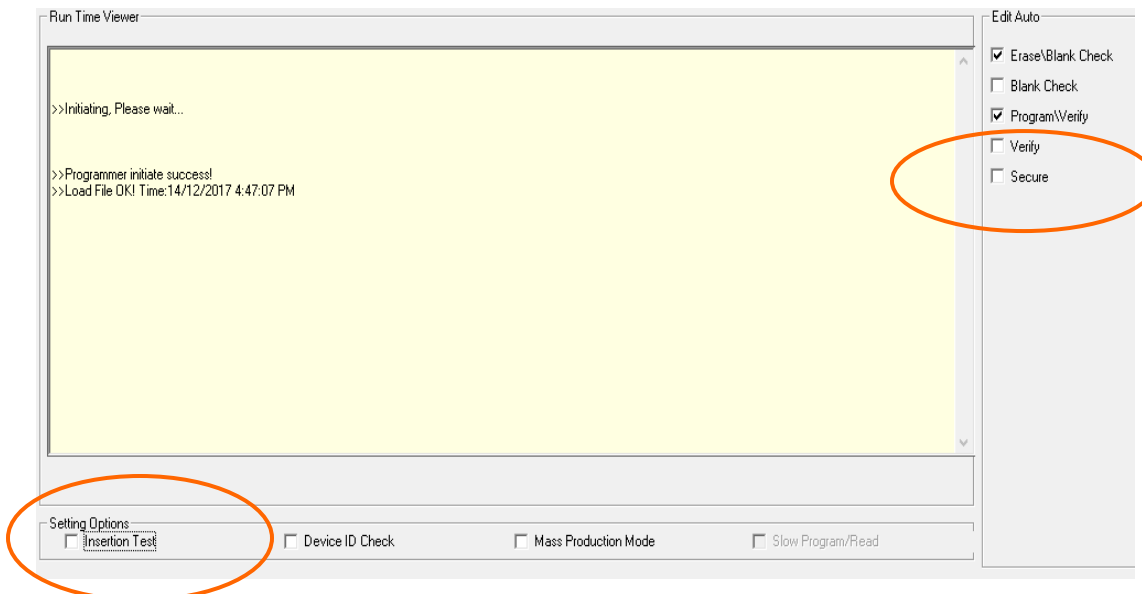 Run Time Viewer
>>Initiating, Please wait...
>>Programmer initiate success!
>>Load File OK! Time:14/12/2017 4:47:07 PM
Edit Auto
Erase\Blank Check
Blank Check
Program\Verify
Verify
Secure
Setting Options
Insertion Test
Device ID Check
Mass Production Mode
Slow Program/Read